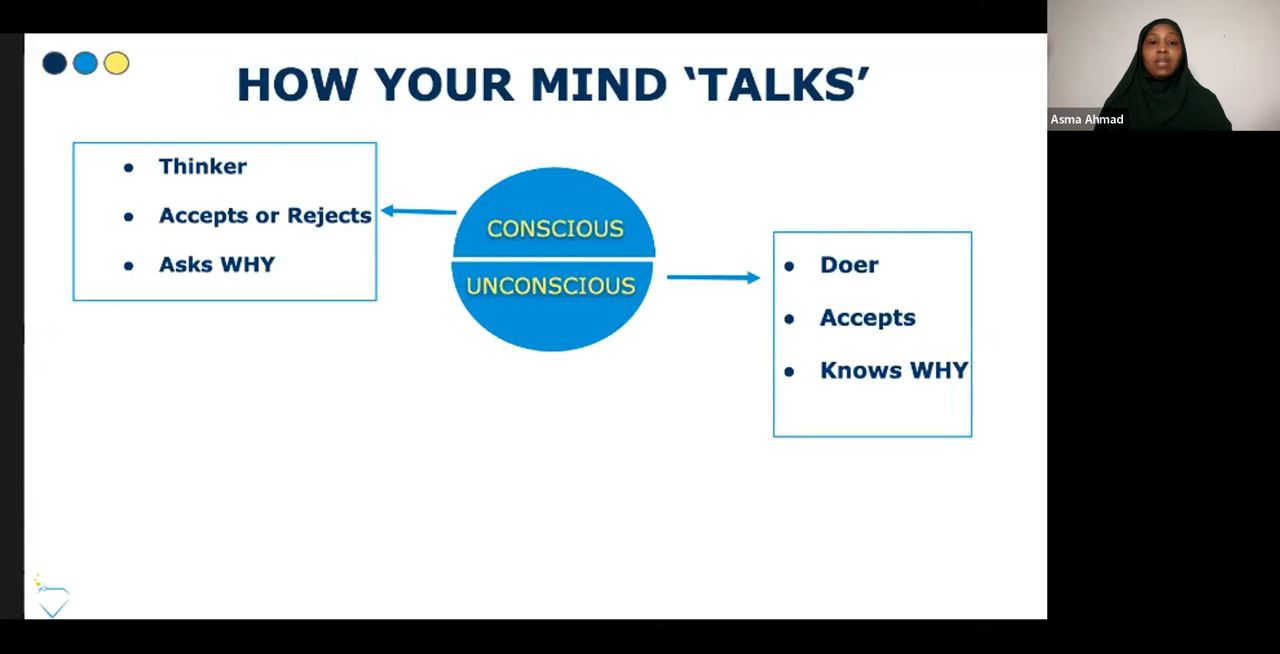 HOW YOUR MIND ‘TALKS’
Thinker
Accepts or Rejects
Asks WHY
CONSCIOUS
UNCONSCIOUS
Doer
Accepts
Knows WHY
Asma Ahmad